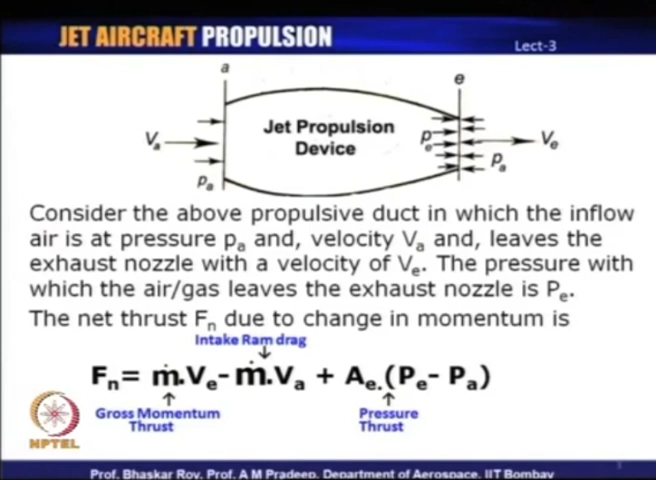 JET AIRCRAFT PROPULSION
Lect-3
a
e
Jet Propulsion
Device
Vₐ
Pₑ
Vₑ
Pₐ
pₐ
Consider the above propulsive duct in which the inflow
air is at pressure pₐ and, velocity Vₐ and, leaves the
exhaust nozzle with a velocity of Vₑ. The pressure with
which the air/gas leaves the exhaust nozzle is Pₑ.
The net thrust Fₙ due to change in momentum is
Intake Ram drag
Fₙ= ṁ.Vₑ- ṁ.Vₐ + Aₑ.(Pₑ- Pₐ)
Gross Momentum
Thrust
Pressure
Thrust
NPTEL
Prof. Bhaskar Roy, Prof. A M Pradeep, Department of Aerospace, IIT Bombay